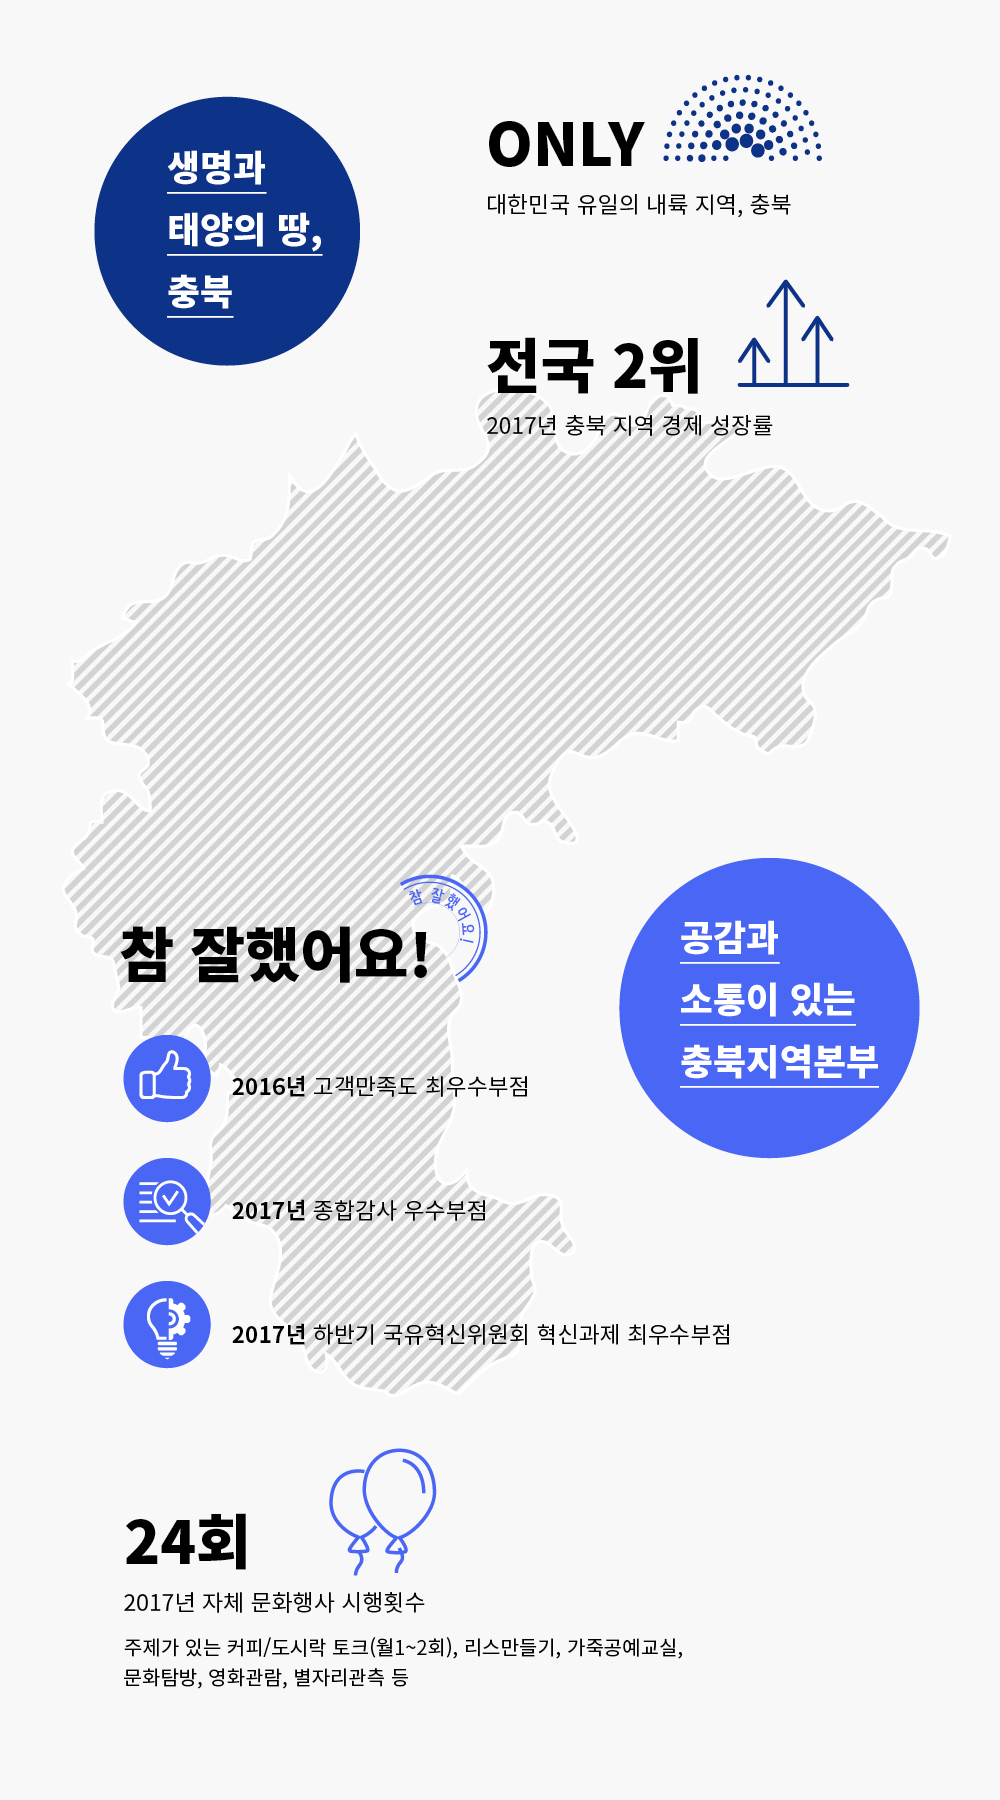 생명과
태양의 땅,
충북
ONLY
대한민국 유일의 내륙 지역, 충북
전국 2위
2017년 충북 지역 경제 성장률
참 잘했어요!
참 잘했어요!
공감과
소통이 있는
충북지역본부
2016년 고객만족도 최우수부점
2017년 종합감사 우수부점
2017년 하반기 국유혁신위원회 혁신과제 최우수부점
24회
2017년 자체 문화행사 시행횟수
주제가 있는 커피/도시락 토크(월1~2회), 리스만들기, 가죽공예교실,
문화탐방, 영화관람, 별자리관측 등